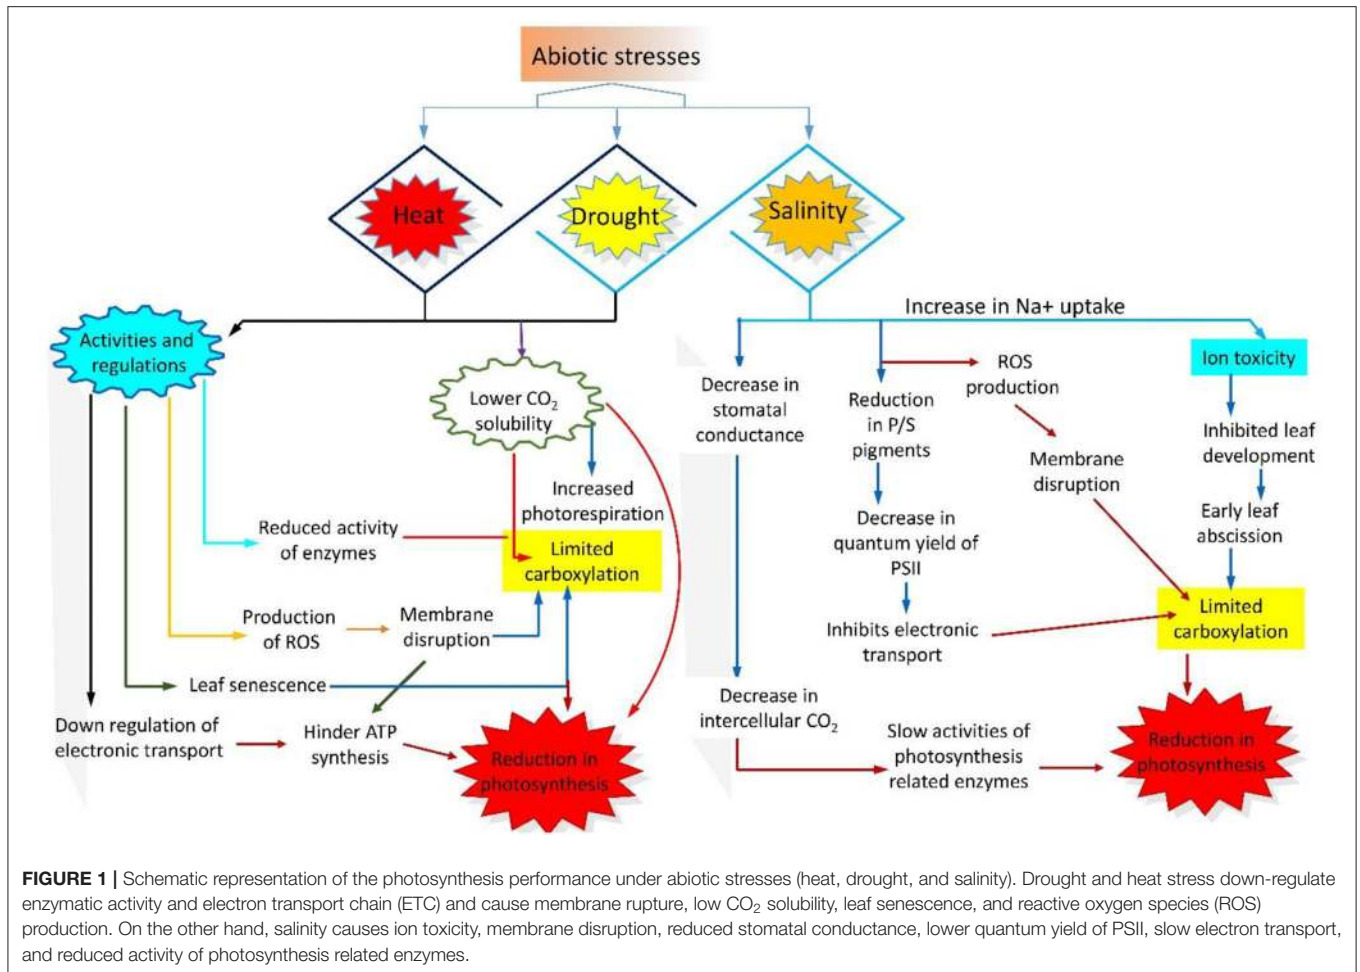 Abiotic stresses
Heat
Drought
Salinity
Activities and
regulations
Lower CO₂
solubility
Increased
photorespiration
Reduced activity
of enzymes
Limited
carboxylation
Production
of ROS
Membrane
disruption
Leaf senescence
Down regulation of
electronic transport
Hinder ATP
synthesis
Reduction in
photosynthesis
Increase in Na+ uptake
Decrease in
stomatal
conductance
Reduction
in P/S
pigments
ROS
production
Ion toxicity
Membrane
disruption
Inhibited leaf
development
Decrease in
quantum yield of
PSII
Early leaf
abscission
Inhibits electronic
transport
Limited
carboxylation
Decrease in
intercellular CO₂
Slow activities of
photosynthesis
related enzymes
Reduction in
photosynthesis
FIGURE 1 | Schematic representation of the photosynthesis performance under abiotic stresses (heat, drought, and salinity). Drought and heat stress down-regulate
enzymatic activity and electron transport chain (ETC) and cause membrane rupture, low CO₂ solubility, leaf senescence, and reactive oxygen species (ROS)
production. On the other hand, salinity causes ion toxicity, membrane disruption, reduced stomatal conductance, lower quantum yield of PSII, slow electron transport,
and reduced activity of photosynthesis related enzymes.